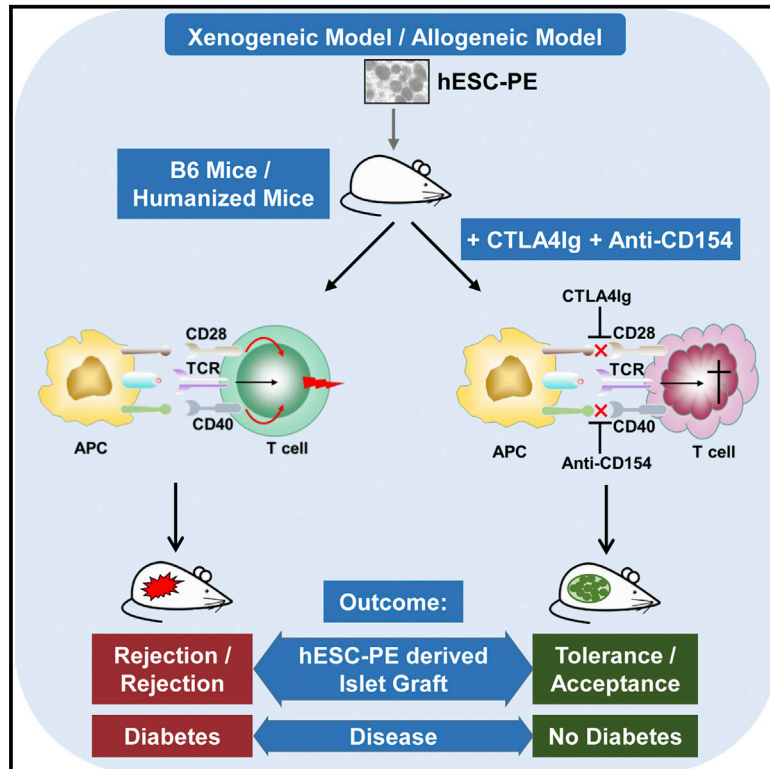 Xenogeneic Model / Allogeneic Model
hESC-PE
B6 Mice /
Humanized Mice
+ CTLA4Ig + Anti-CD154
CD28
TCR
CD40
APC
T cell
CTLA4Ig
CD28
TCR
CD40
APC
Anti-CD154
T cell
Outcome:
Rejection /
Rejection
hESC-PE derived
Islet Graft
Tolerance /
Acceptance
Diabetes
Disease
No Diabetes